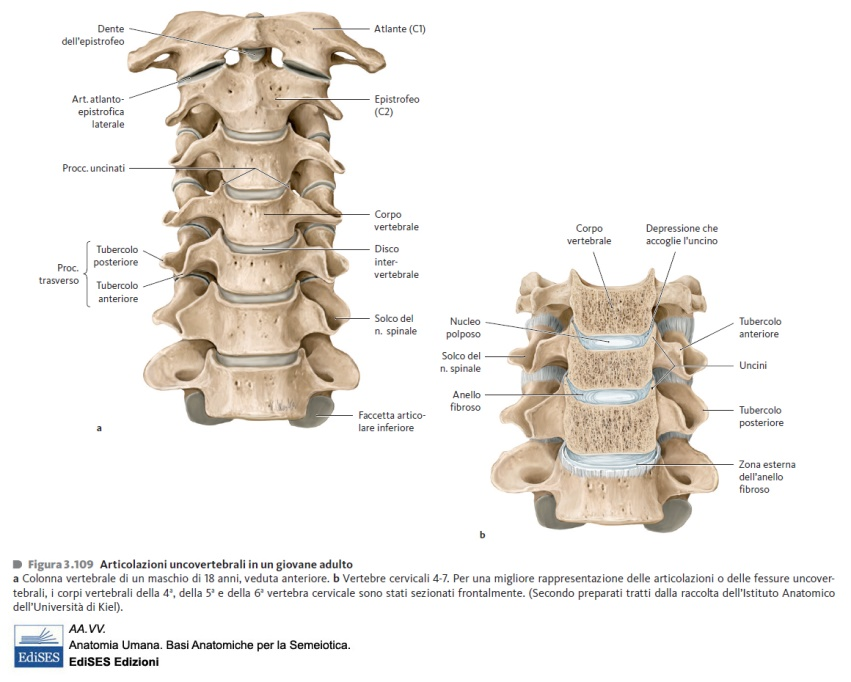 Dente
dell'epistrofeo
Atlante (C1)
Art. atlanto-
epistrofica
laterale
Epistrofeo
(C2)
Procc. uncinati
Corpo
vertebrale
Proc.
trasverso
Tubercolo
posteriore
Tubercolo
anteriore
Disco
inter-
vertebrale
Solco del
n. spinale
Faccetta artico-
lare inferiore
a
Corpo
vertebrale
Depressione che
accoglie l'uncino
Nucleo
polposo
Solco del
n. spinale
Anello
fibroso
Tubercolo
anteriore
Uncini
Tubercolo
posteriore
Zona esterna
dell'anello
fibroso
b
Figura 3.109 Articolazioni uncovertebrali in un giovane adulto
a Colonna vertebrale di un maschio di 18 anni, veduta anteriore. b Vertebre cervicali 4-7. Per una migliore rappresentazione delle articolazioni o delle fessure uncover-
tebrali, i corpi vertebrali della 4ª, della 5ª e della 6ª vertebra cervicale sono stati sezionati frontalmente. (Secondo preparati tratti dalla raccolta dell'Istituto Anatomico
dell'Università di Kiel).
EdiSES
AA.VV.
Anatomia Umana. Basi Anatomiche per la Semeiotica.
EdiSES Edizioni